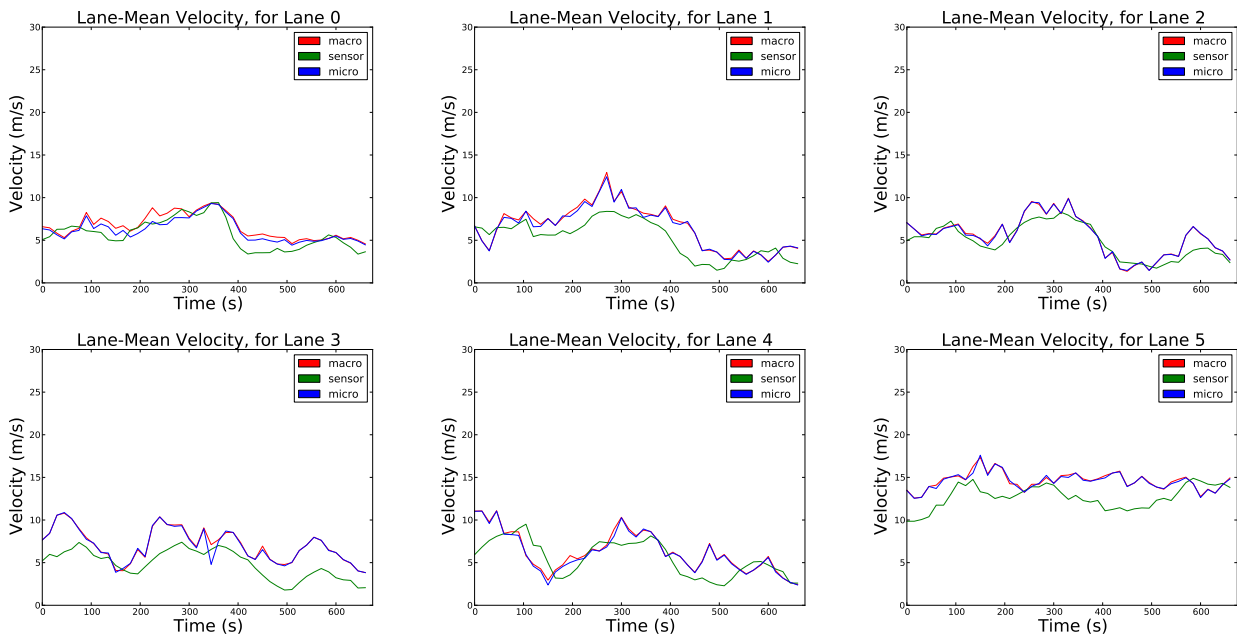 Lane-Mean Velocity, for Lane 0
30
25
20
15
10
5
0
Velocity (m/s)
macro
sensor
micro
0 100 200 300 400 500 600
Time (s)
Lane-Mean Velocity, for Lane 1
30
25
20
15
10
5
0
Velocity (m/s)
macro
sensor
micro
0 100 200 300 400 500 600
Time (s)
Lane-Mean Velocity, for Lane 2
30
25
20
15
10
5
0
Velocity (m/s)
macro
sensor
micro
0 100 200 300 400 500 600
Time (s)
Lane-Mean Velocity, for Lane 3
30
25
20
15
10
5
0
Velocity (m/s)
macro
sensor
micro
0 100 200 300 400 500 600
Time (s)
Lane-Mean Velocity, for Lane 4
30
25
20
15
10
5
0
Velocity (m/s)
macro
sensor
micro
0 100 200 300 400 500 600
Time (s)
Lane-Mean Velocity, for Lane 5
30
25
20
15
10
5
0
Velocity (m/s)
macro
sensor
micro
0 100 200 300 400 500 600
Time (s)